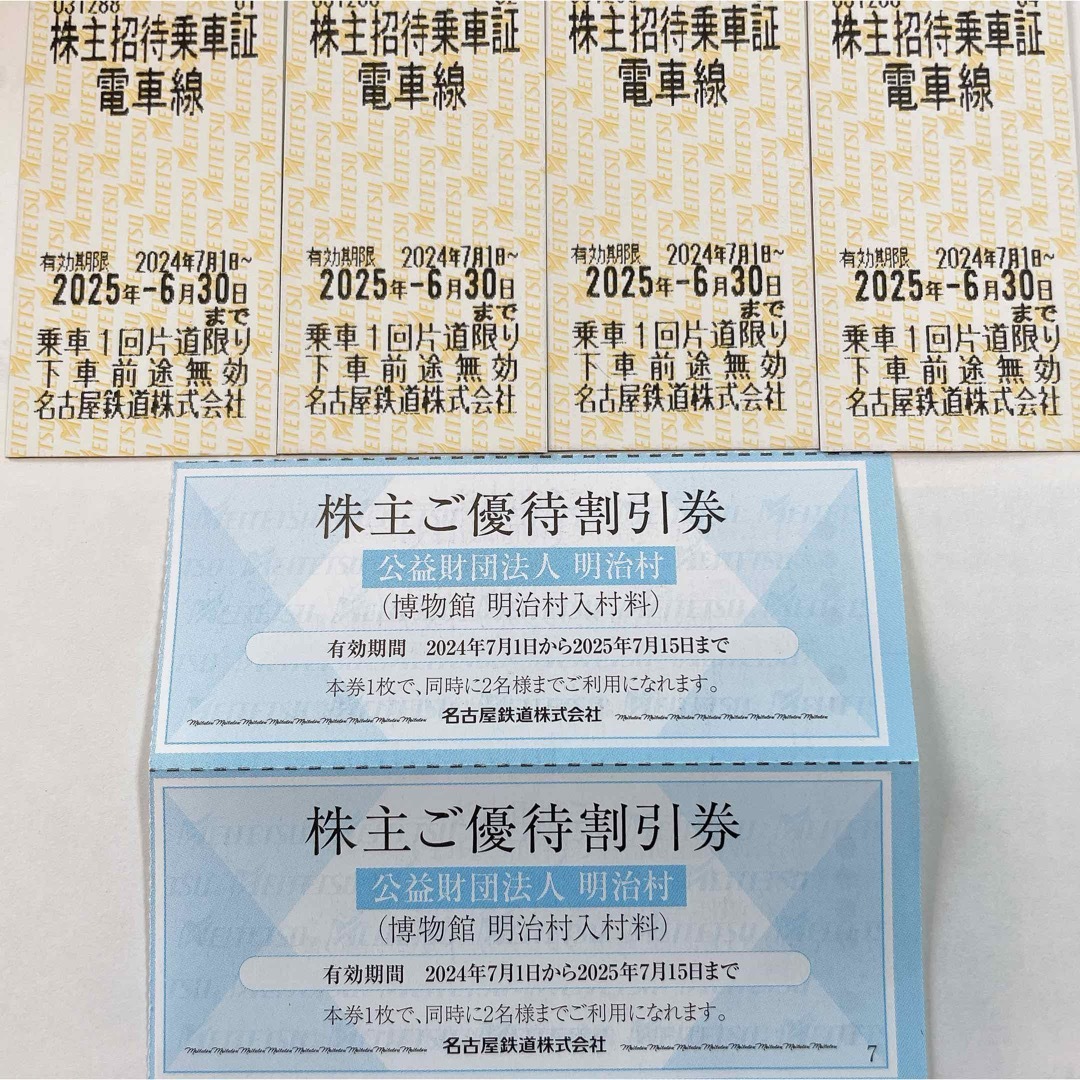 株主招待乗車証
電車線
有効期限 2024年7月1日~
2025年-6月30日
まで
乗車1回片道限り
下車前途無効
名古屋鉄道株式会社
株主招待乗車証
電車線
有効期限 2024年7月1日~
2025年-6月30日
まで
乗車1回片道限り
下車前途無効
名古屋鉄道株式会社
株主招待乗車証
電車線
有効期限 2024年7月1日~
2025年-6月30日
まで
乗車1回片道限り
下車前途無効
名古屋鉄道株式会社
株主招待乗車証
電車線
有効期限 2024年7月1日~
2025年-6月30日
まで
乗車1回片道限り
下車前途無効
名古屋鉄道株式会社
株主ご優待割引券
公益財団法人 明治村
(博物館 明治村入村料)
有効期間 2024年7月1日から2025年7月15日まで
本券1枚で、同時に2名様までご利用になれます。
名古屋鉄道株式会社
株主ご優待割引券
公益財団法人 明治村
(博物館 明治村入村料)
有効期間 2024年7月1日から2025年7月15日まで
本券1枚で、同時に2名様までご利用になれます。
名古屋鉄道株式会社
7